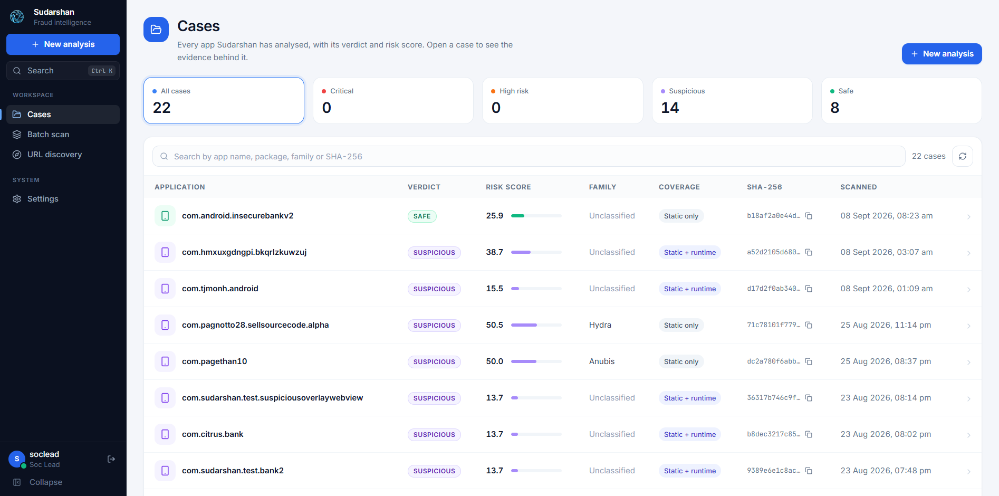 Sudarshan
Fraud intelligence
New analysis
Search
Ctrl K
WORKSPACE
Cases
Batch scan
URL discovery
SYSTEM
Settings
S
soclead
Soc Lead
Collapse
Cases
Every app Sudarshan has analysed, with its verdict and risk score. Open a case to see the
evidence behind it.
New analysis
All cases
22
Critical
0
High risk
0
Suspicious
14
Safe
8
Search by app name, package, family or SHA-256
22 cases
APPLICATION VERDICT RISK SCORE FAMILY COVERAGE SHA-256 SCANNED
com.android.insecurebankv2 SAFE 25.9 Unclassified Static only b18af2a0e44d… 08 Sept 2026, 08:23 am
com.hmxuxgdngpi.bkqrlzkuwzuj SUSPICIOUS 38.7 Unclassified Static + runtime a52d2105d680… 08 Sept 2026, 03:07 am
com.tjmonh.android SUSPICIOUS 15.5 Unclassified Static + runtime d17d2f0ab340… 08 Sept 2026, 01:09 am
com.pagnotto28.sellsourcecode.alpha SUSPICIOUS 50.5 Hydra Static only 71c78101f779… 25 Aug 2026, 11:14 pm
com.pagethan10 SUSPICIOUS 50.0 Anubis Static only dc2a780f6abb… 25 Aug 2026, 08:37 pm
com.sudarshan.test.suspiciousoverlaywebview SUSPICIOUS 13.7 Unclassified Static + runtime 36317b746c9f… 23 Aug 2026, 08:14 pm
com.citrus.bank SUSPICIOUS 13.7 Unclassified Static + runtime b8dec3217c85… 23 Aug 2026, 08:02 pm
com.sudarshan.test.bank2 SUSPICIOUS 13.7 Unclassified Static + runtime 9389e6e1c8ac… 23 Aug 2026, 07:48 pm